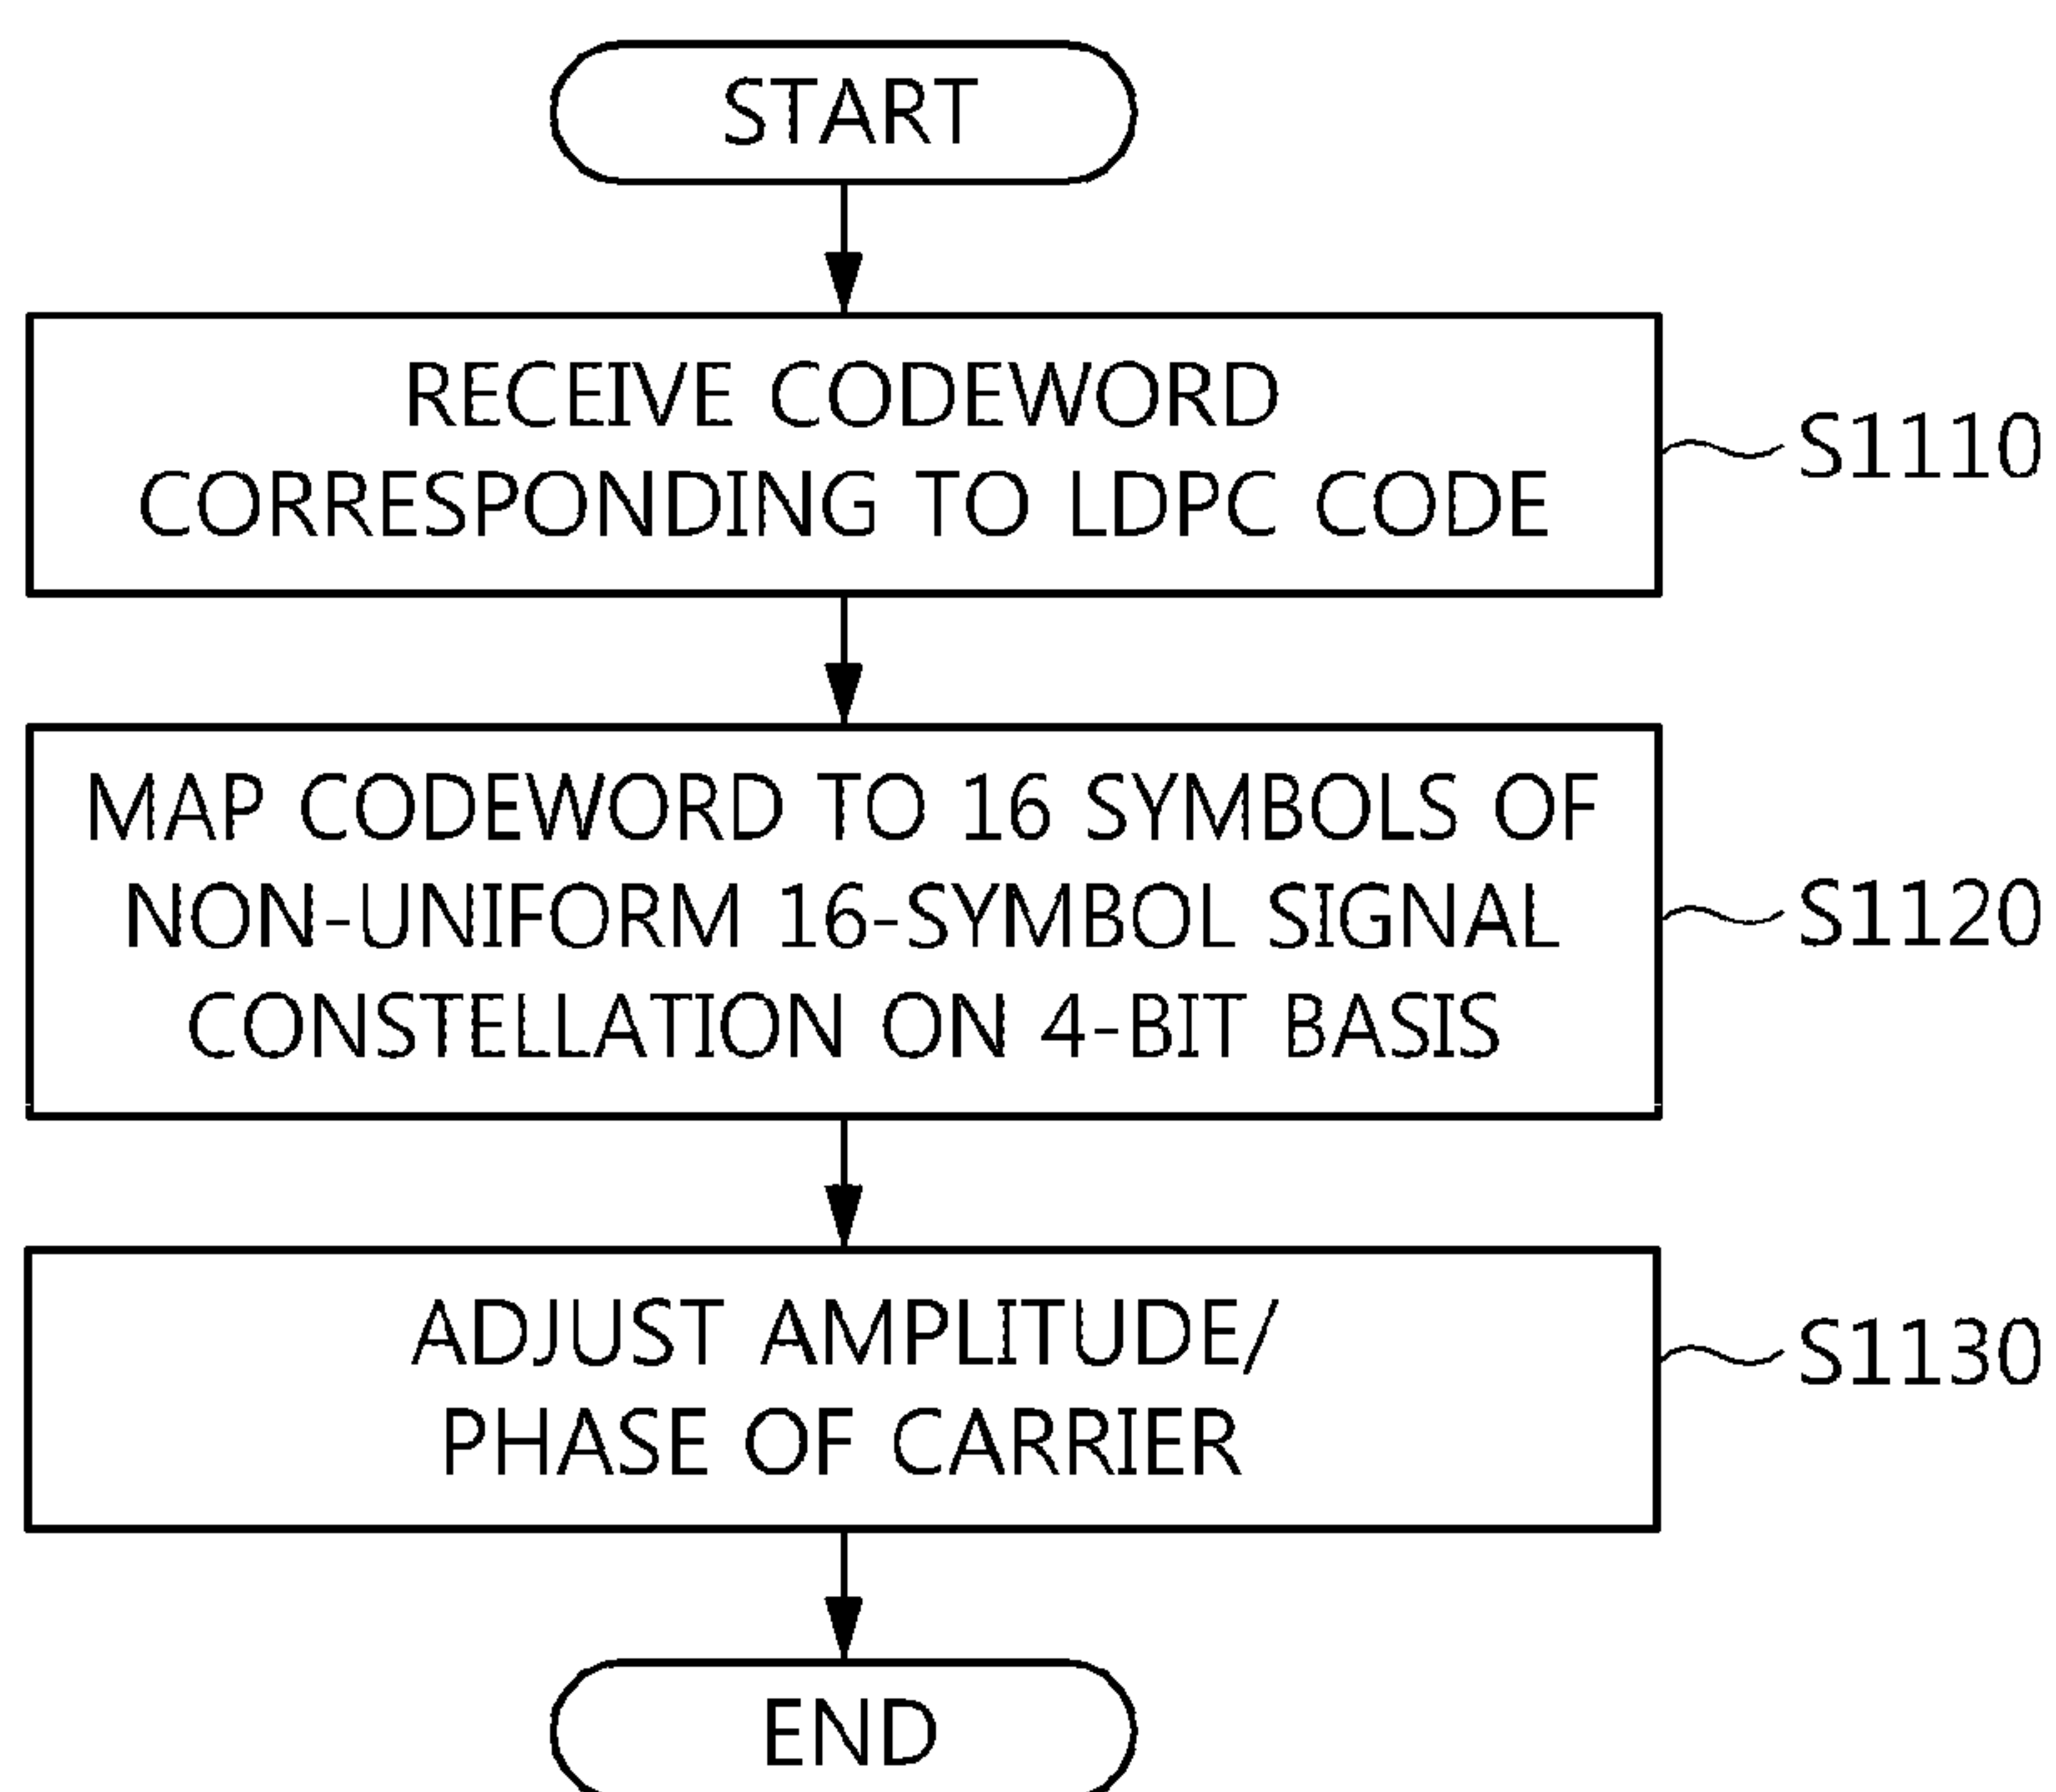 START
RECEIVE CODEWORD
CORRESPONDING TO LDPC CODE
S1110
MAP CODEWORD TO 16 SYMBOLS OF
NON-UNIFORM 16-SYMBOL SIGNAL
CONSTELLATION ON 4-BIT BASIS
S1120
ADJUST AMPLITUDE/
PHASE OF CARRIER
S1130
END